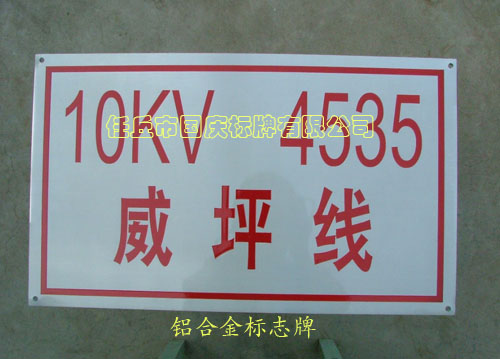 10KV 4535
任丘市国庆标牌有限公司
威坪线
铝合金标志牌